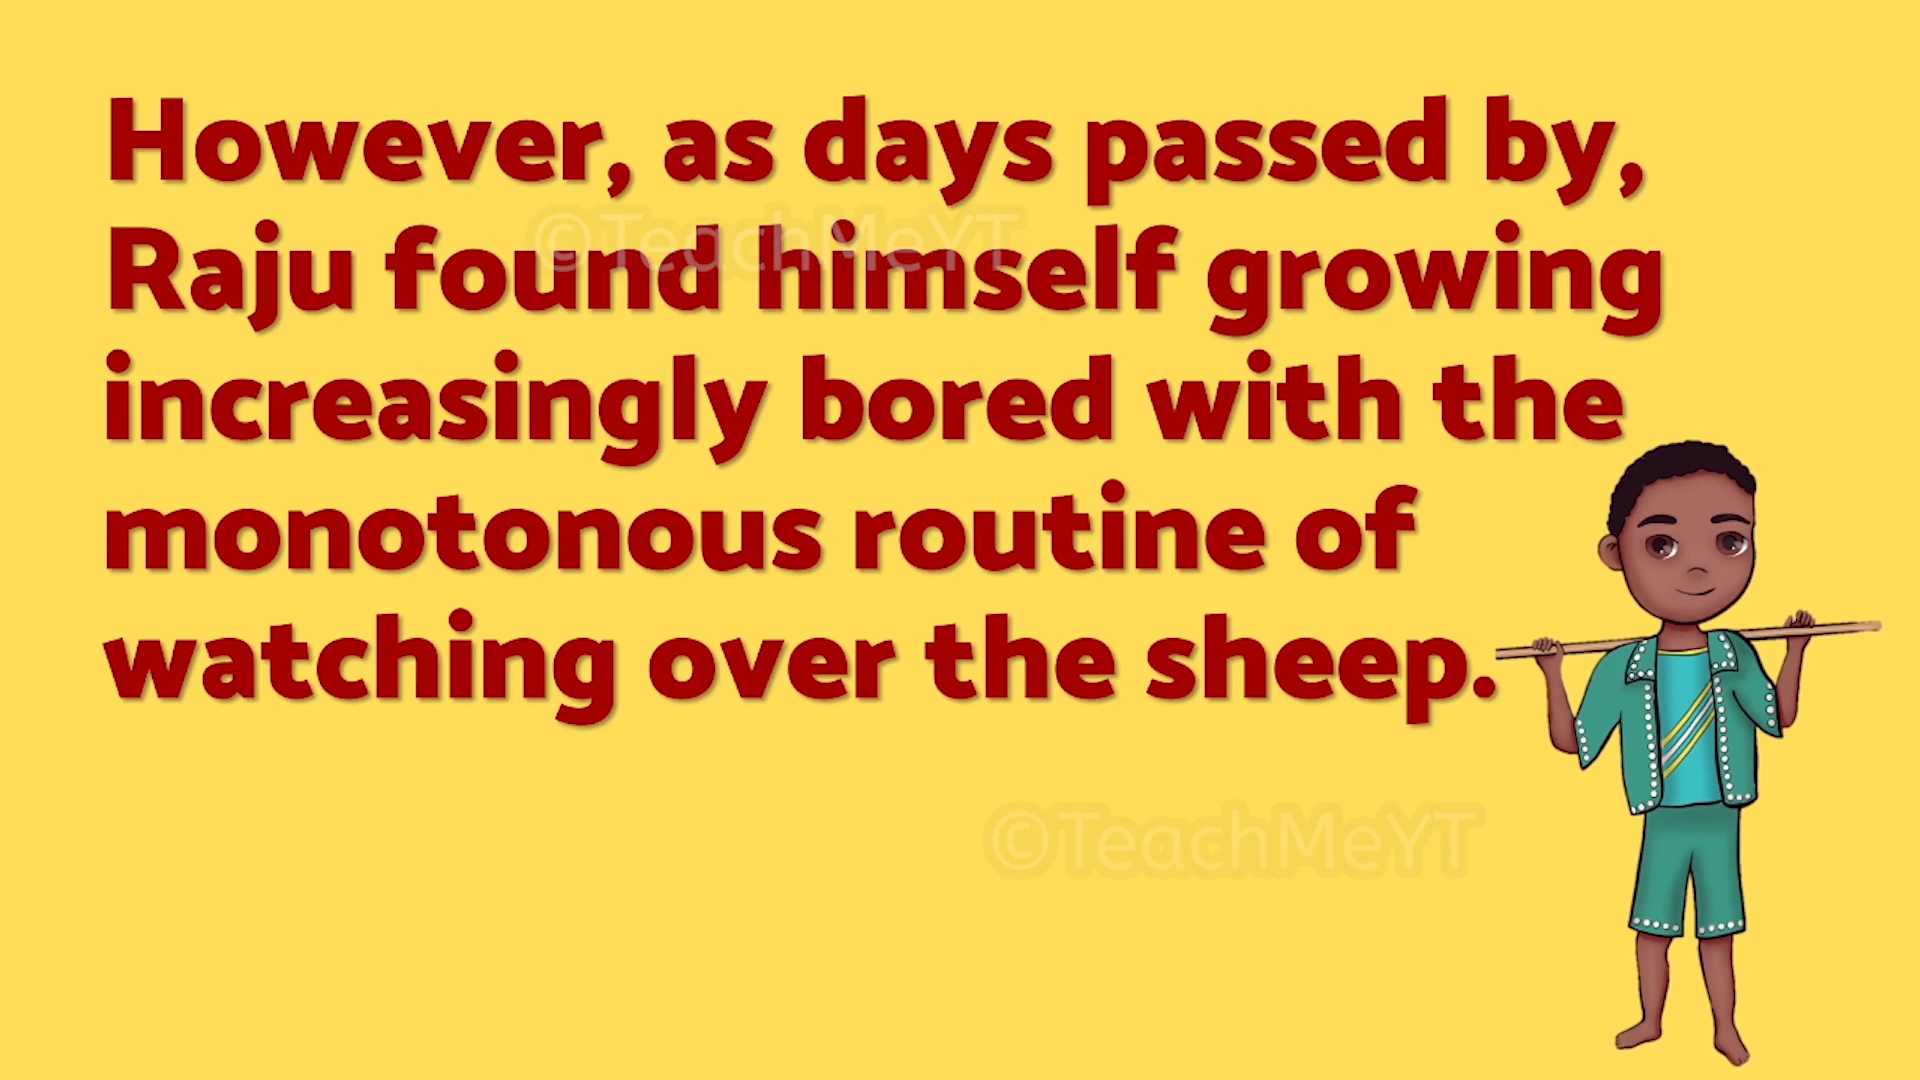 However, as days passed by,
©TeachMeYT
Raju found himself growing
increasingly bored with the
monotonous routine of
watching over the sheep.
©TeachMeYT